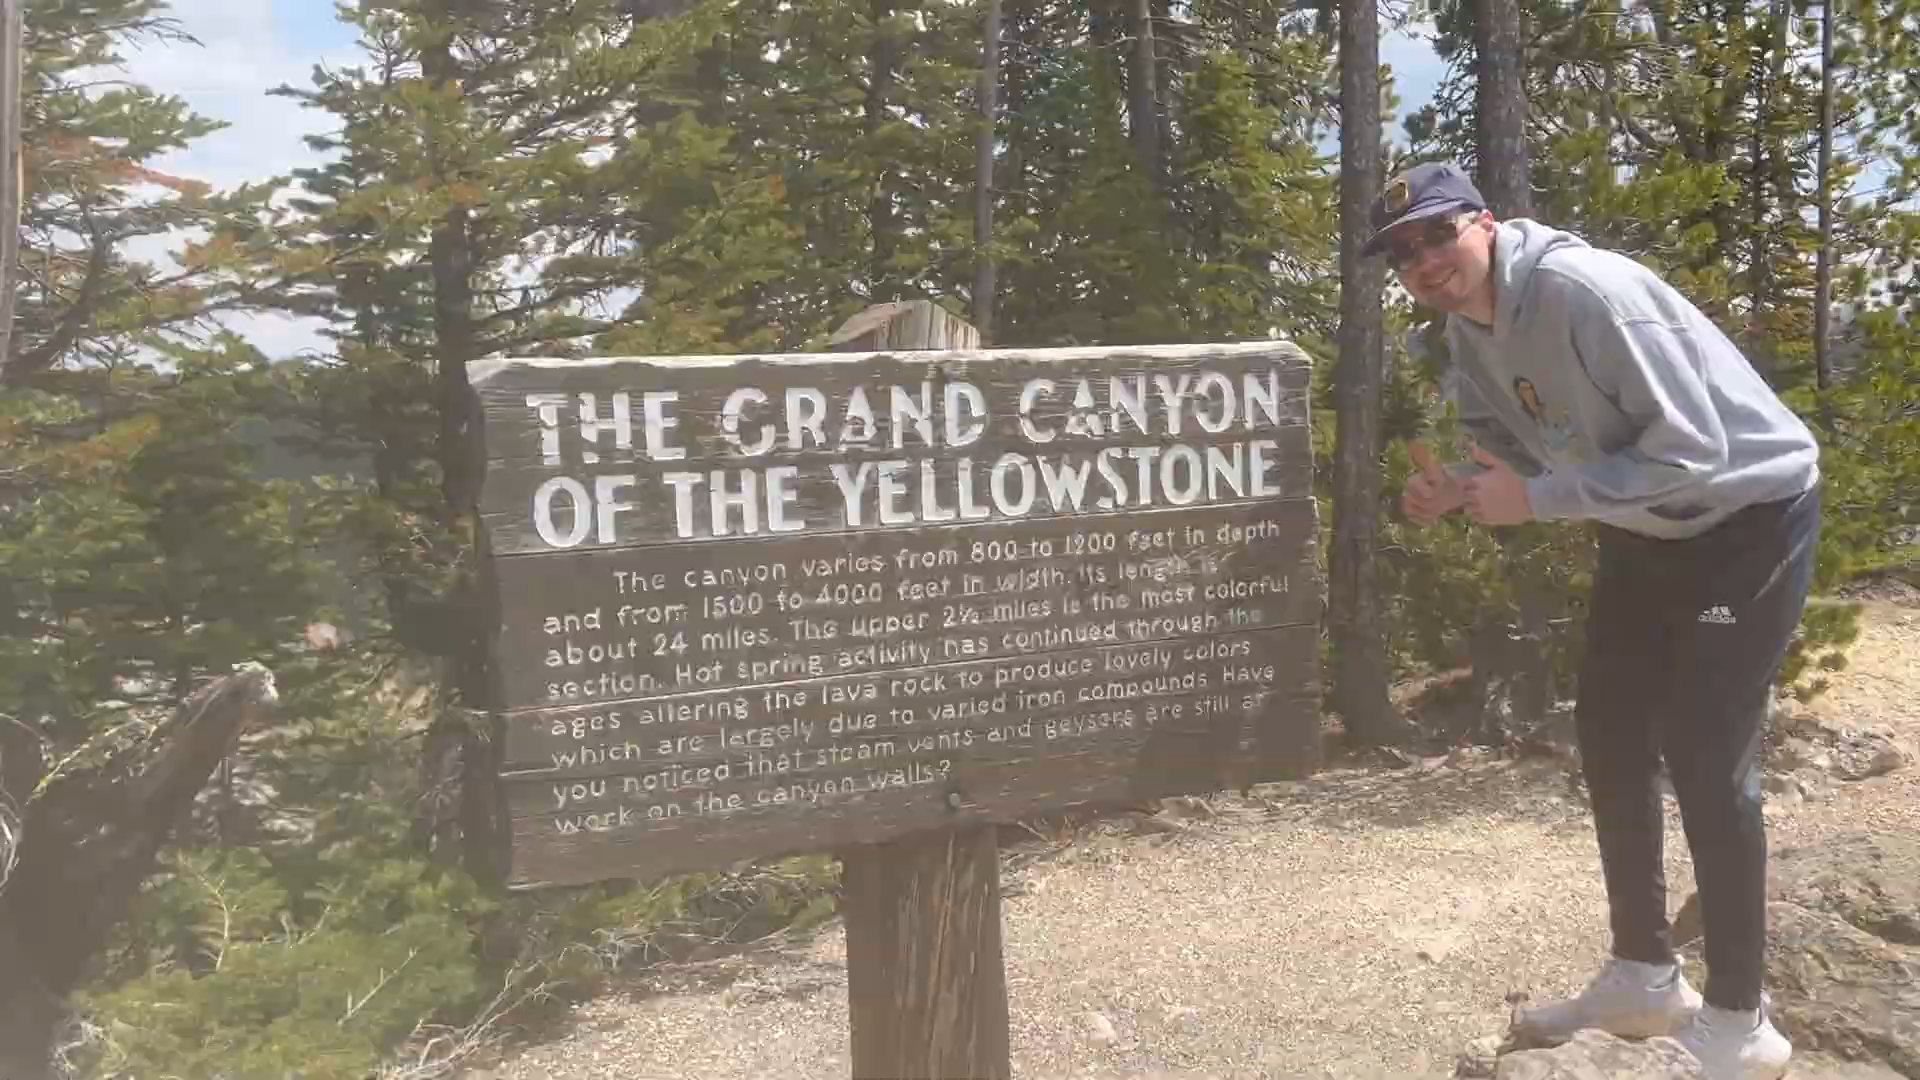 THE GRAND CANYON
OF THE YELLOWSTONE
The canyon varies from 800 to 1200 feet in depth
and from 1500 to 4000 feet in width. Its length is
about 24 miles. The upper 2½ miles is the most colorful
section. Hot spring activity has continued through the
ages altering the lava rock to produce lovely colors
which are largely due to varied iron compounds. Have
you noticed that steam vents and geysers are still at
work on the canyon walls?
adidas